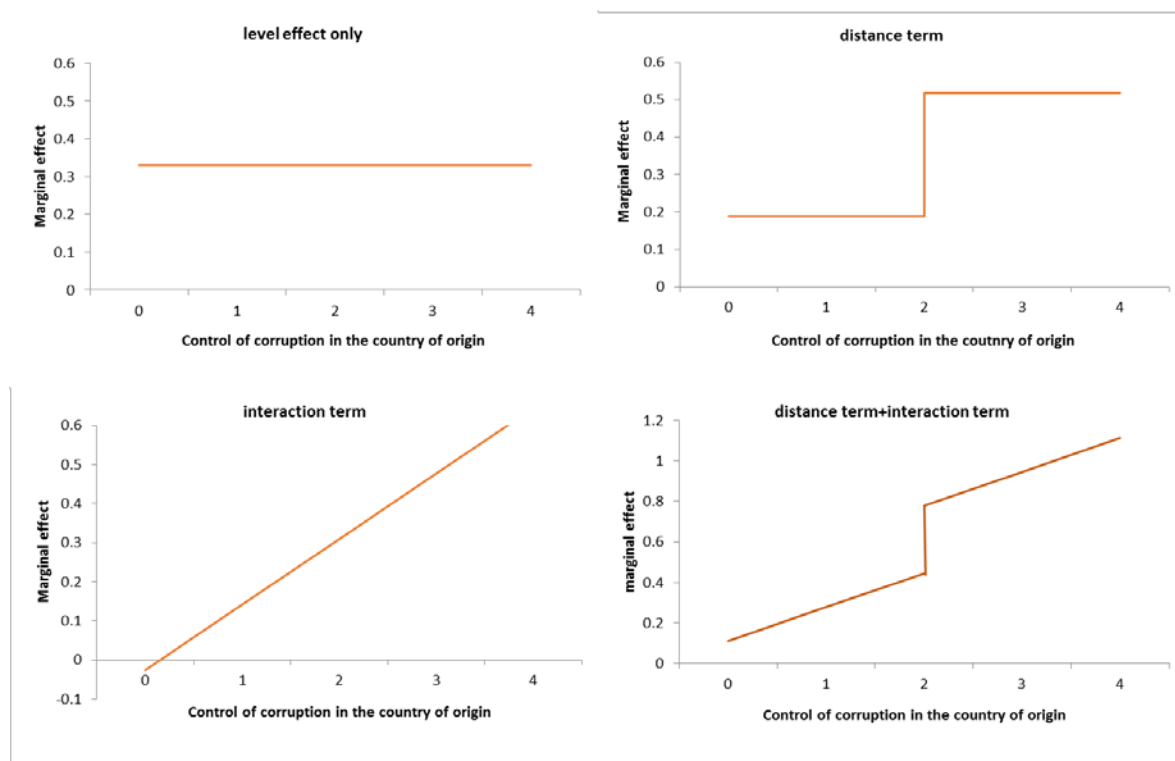 level effect only
0.6
0.5
0.4
0.3
0.2
0.1
0
Marginal effect
0 1 2 3 4
Control of corruption in the country of origin
distance term
0.6
0.5
0.4
0.3
0.2
0.1
0
Marginal effect
0 1 2 3 4
Control of corruption in the coutnry of origin
interaction term
0.6
0.5
0.4
0.3
0.2
0.1
0
-0.1
Marginal effect
0 1 2 3 4
Control of corruption in the country of origin
distance term+interaction term
1.2
1
0.8
0.6
0.4
0.2
0
marginal effect
0 1 2 3 4
Control of corruption in the country of origin